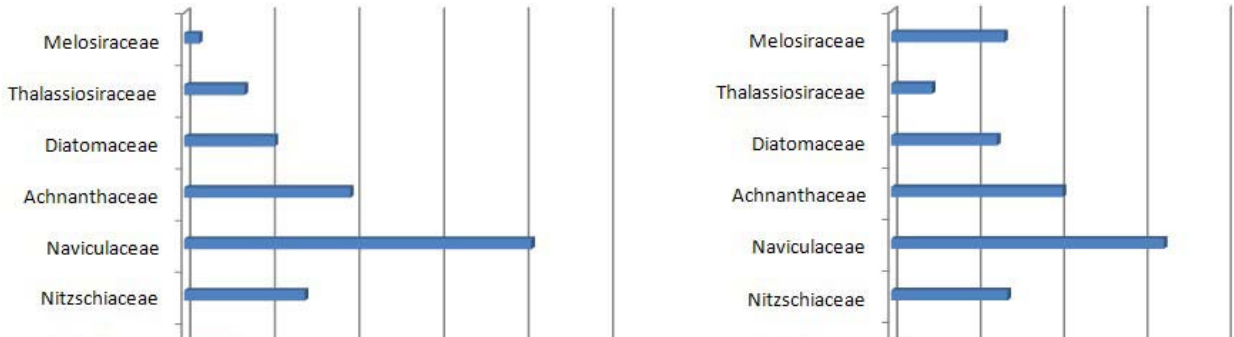 Melosiraceae
Thalassiosiraceae
Diatomaceae
Achnanthaceae
Naviculaceae
Nitzschiaceae
Melosiraceae
Thalassiosiraceae
Diatomaceae
Achnanthaceae
Naviculaceae
Nitzschiaceae